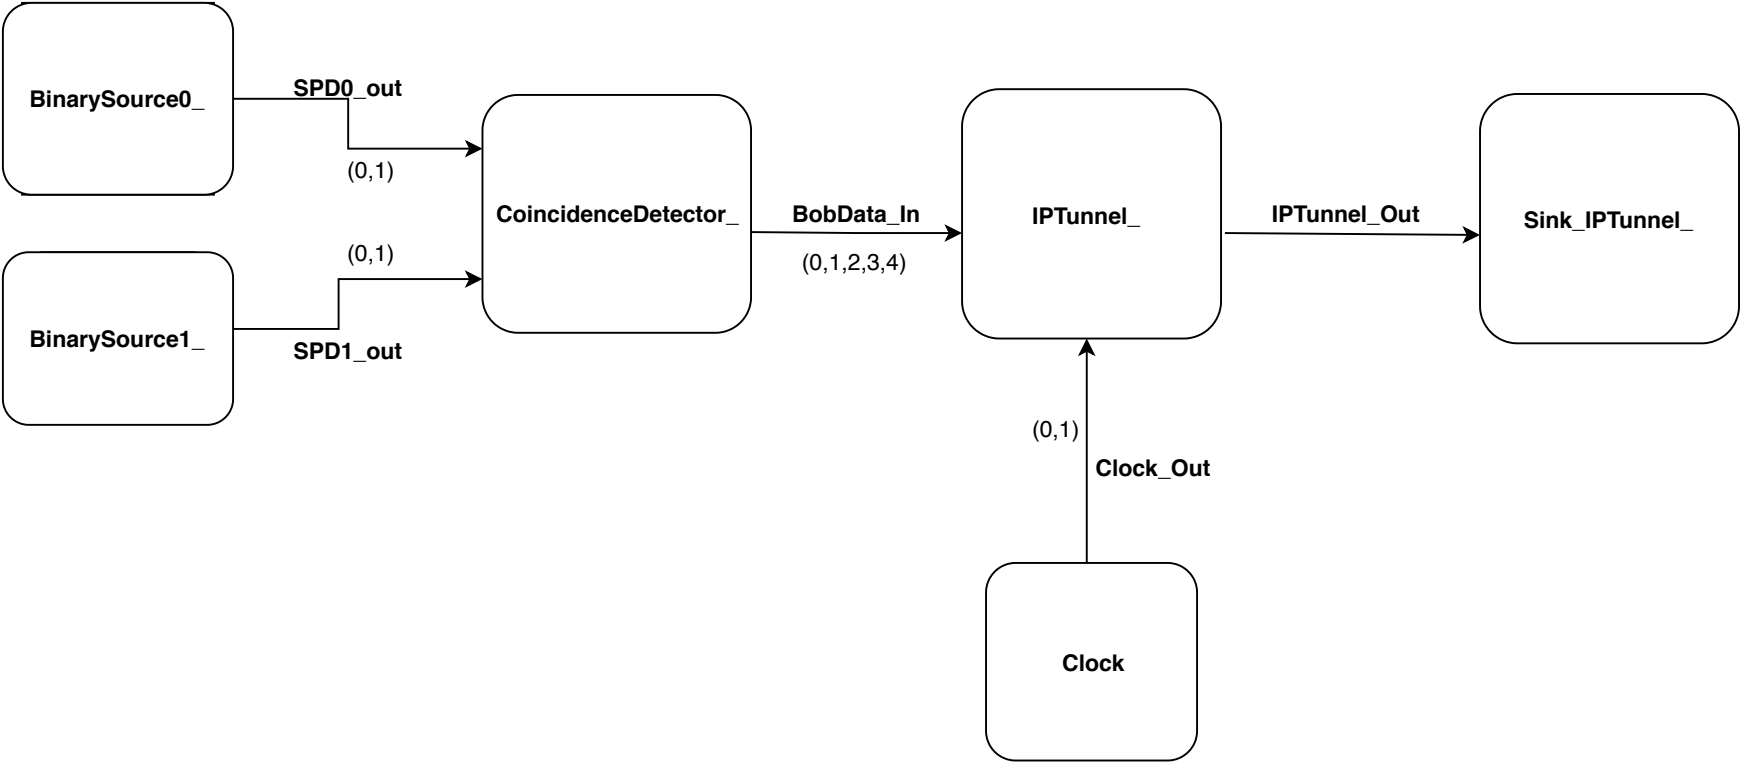 BinarySource0_
SPD0_out
(0,1)
BinarySource1_
(0,1)
SPD1_out
CoincidenceDetector_
BobData_In
(0,1,2,3,4)
IPTunnel_
IPTunnel_Out
Sink_IPTunnel_
(0,1)
Clock_Out
Clock